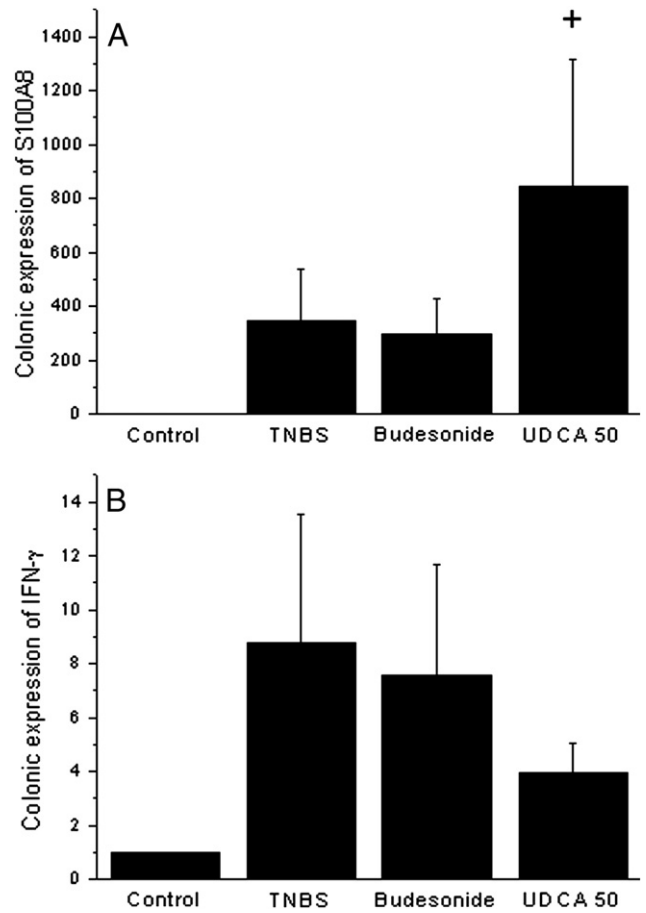 A
+
Colonic expression of S100A8
1400
1200
1000
800
600
400
200
0
Control TNBS Budesonide UDCA 50
B
Colonic expression of IFN-γ
14
12
10
8
6
4
2
0
Control TNBS Budesonide UDCA 50